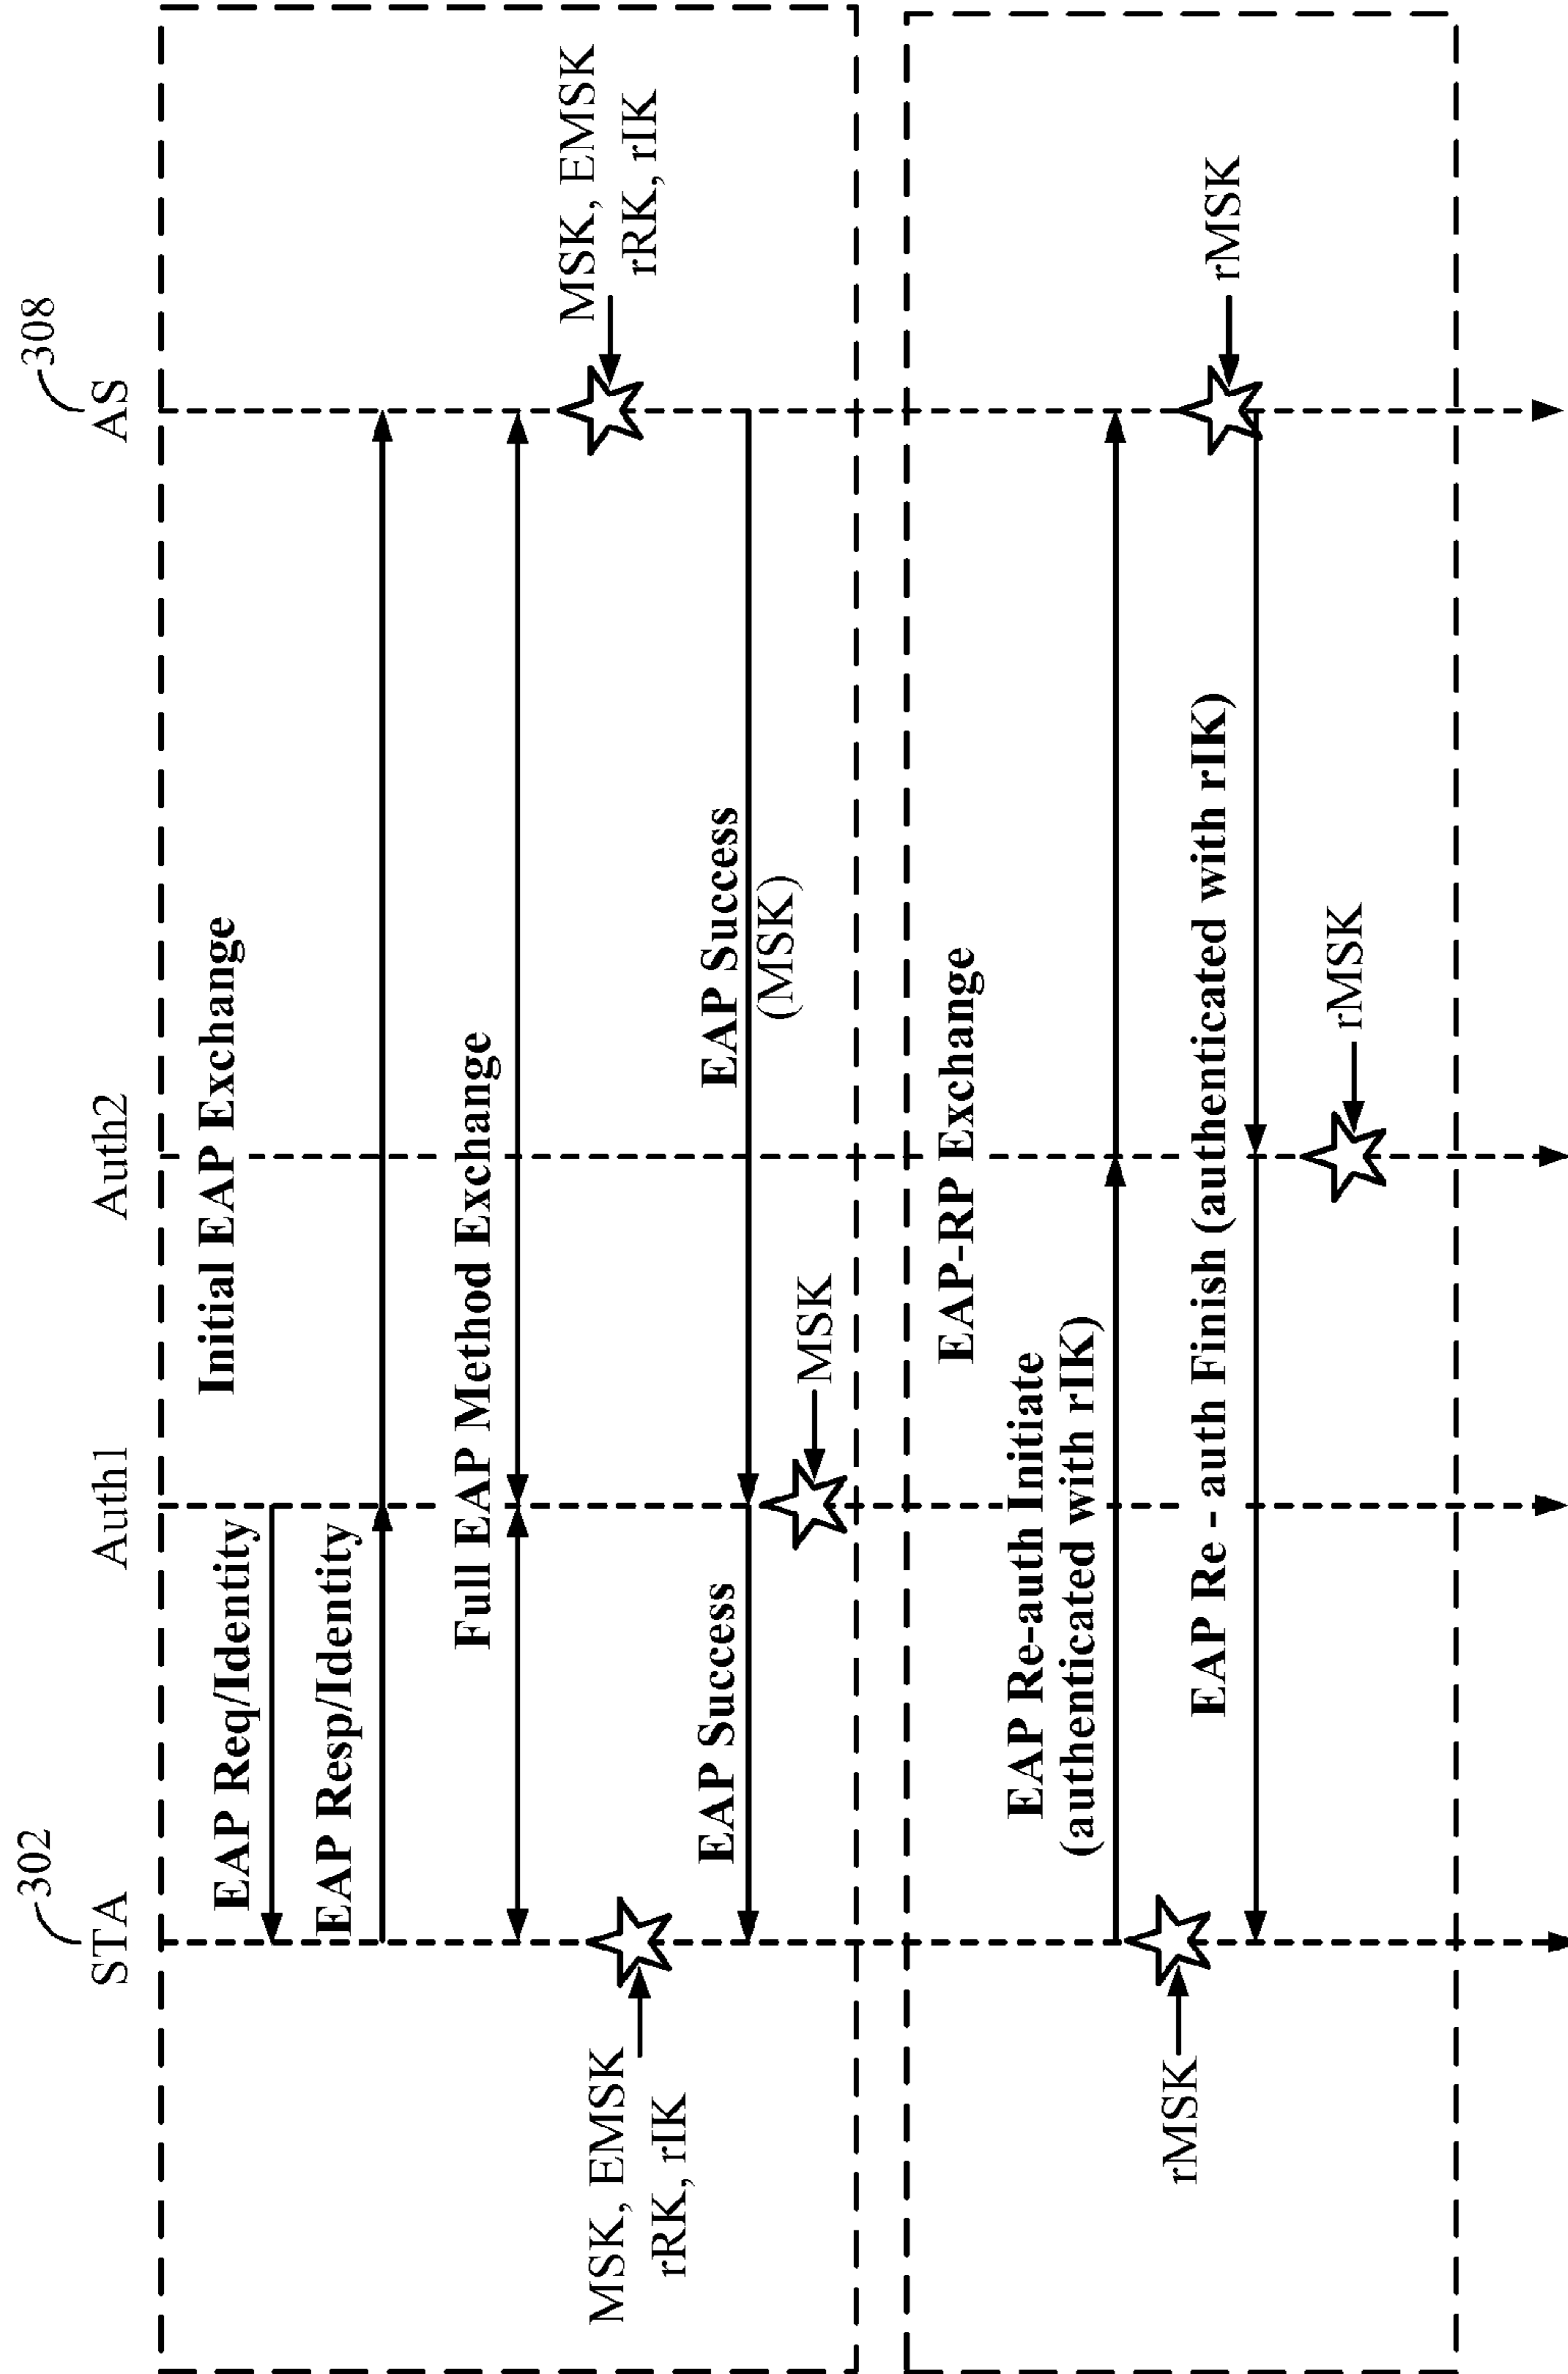 302
308
STA
Auth1
Auth2
AS
Initial EAP Exchange
EAP Req/Identity
EAP Resp/Identity
Full EAP Method Exchange
MSK, EMSK
rRK, rIK
MSK, EMSK
rRK, rIK
EAP Success
EAP Success
(MSK)
MSK
EAP-RP Exchange
EAP Re-auth Initiate
(authenticated with rIK)
rMSK
rMSK
EAP Re - auth Finish (authenticated with rIK)
rMSK